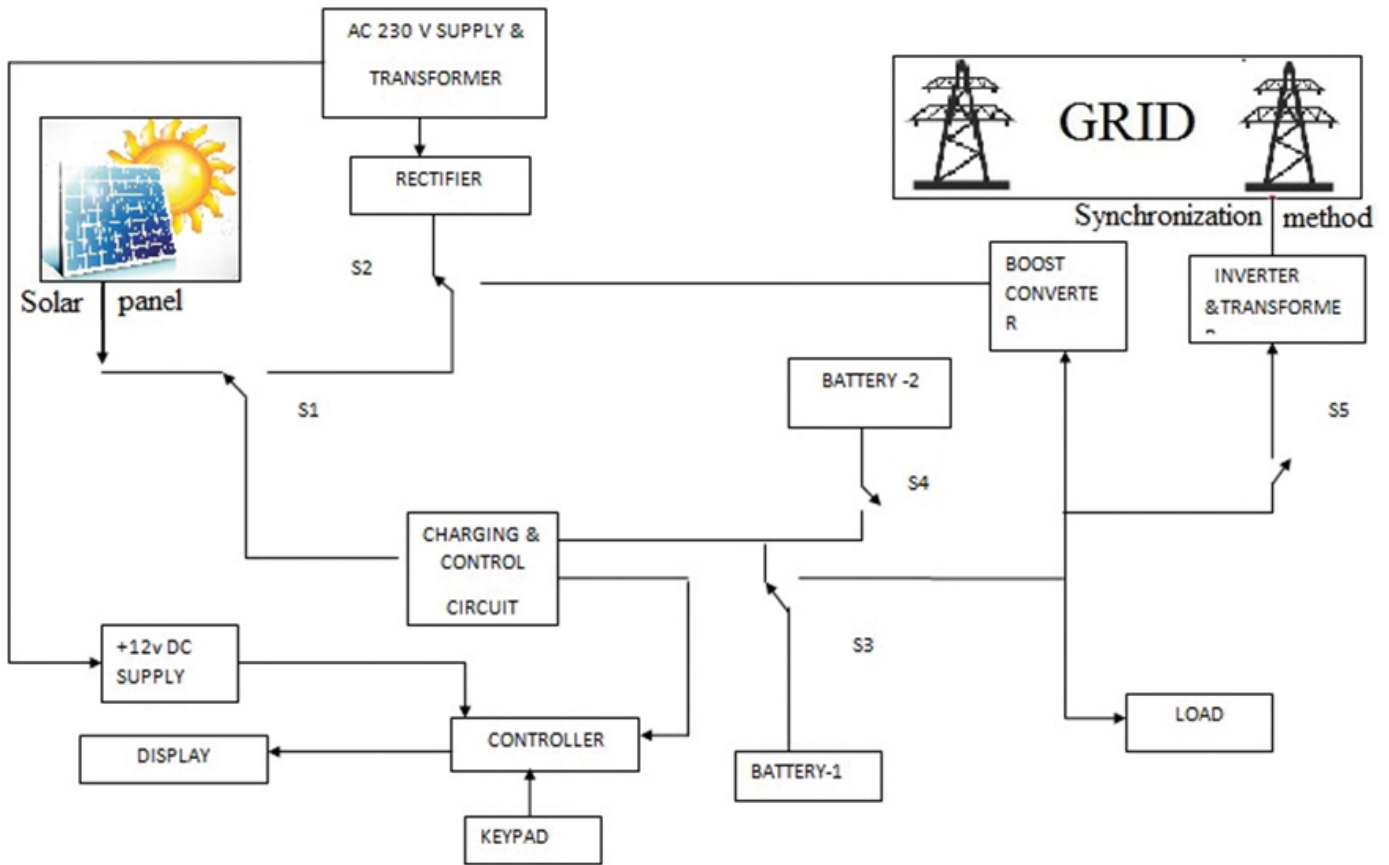 AC 230 V SUPPLY &
TRANSFORMER
GRID
RECTIFIER
Synchronization method
S2
BOOST
CONVERTE
R
INVERTER
&TRANSFORME
Solar panel
BATTERY -2
S1
S5
S4
CHARGING &
CONTROL
CIRCUIT
+12v DC
SUPPLY
S3
LOAD
CONTROLLER
DISPLAY
BATTERY-1
KEYPAD